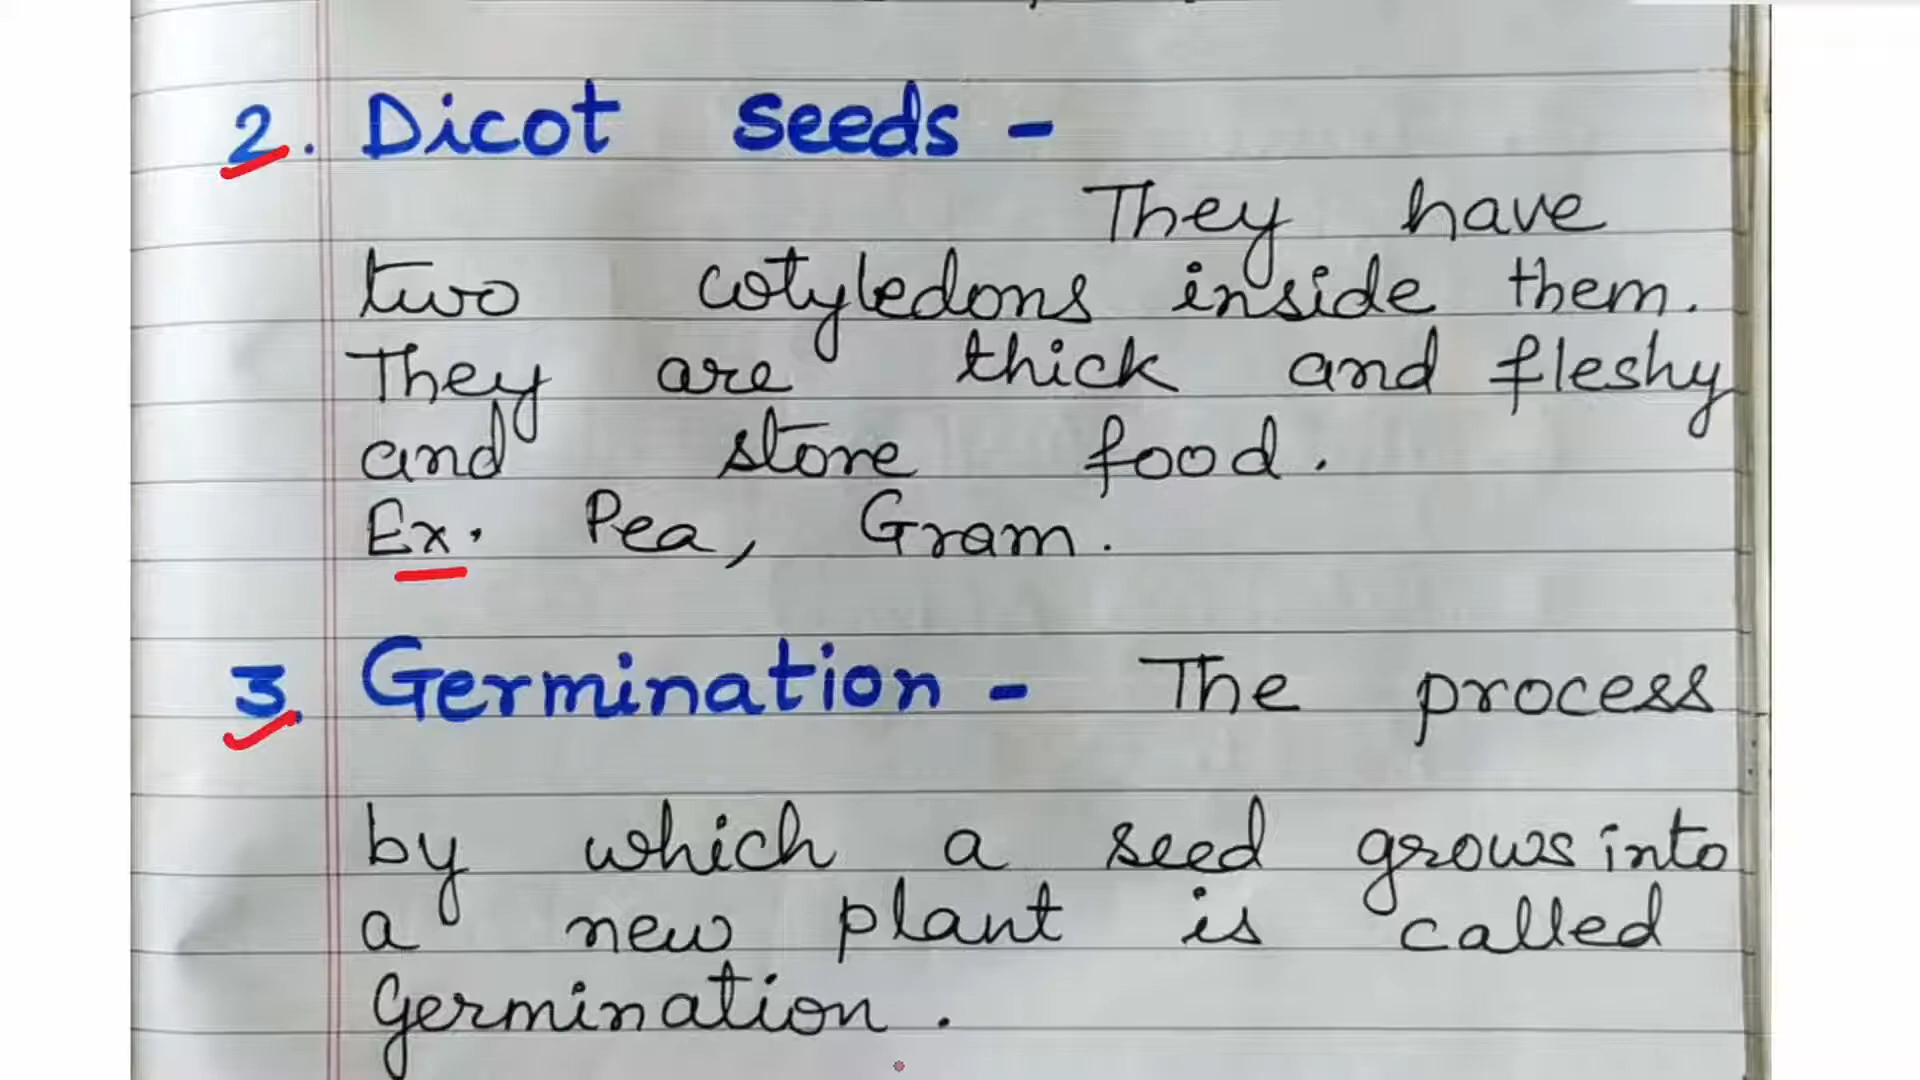 2. Dicot seeds -
They have
two cotyledons inside them.
They are thick and fleshy
and store food.
Ex. Pea, Gram.
3. Germination - The process
by which a seed grows into
a new plant is called
Germination.